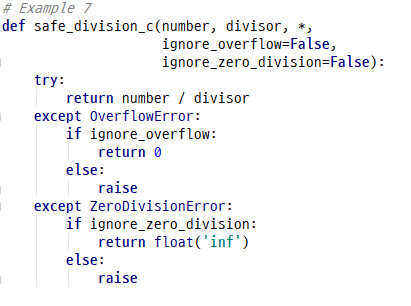 # Example 7
def safe_division_c(number, divisor, *,
                    ignore_overflow=False,
                    ignore_zero_division=False):
    try:
        return number / divisor
    except OverflowError:
        if ignore_overflow:
            return 0
        else:
            raise
    except ZeroDivisionError:
        if ignore_zero_division:
            return float('inf')
        else:
            raise